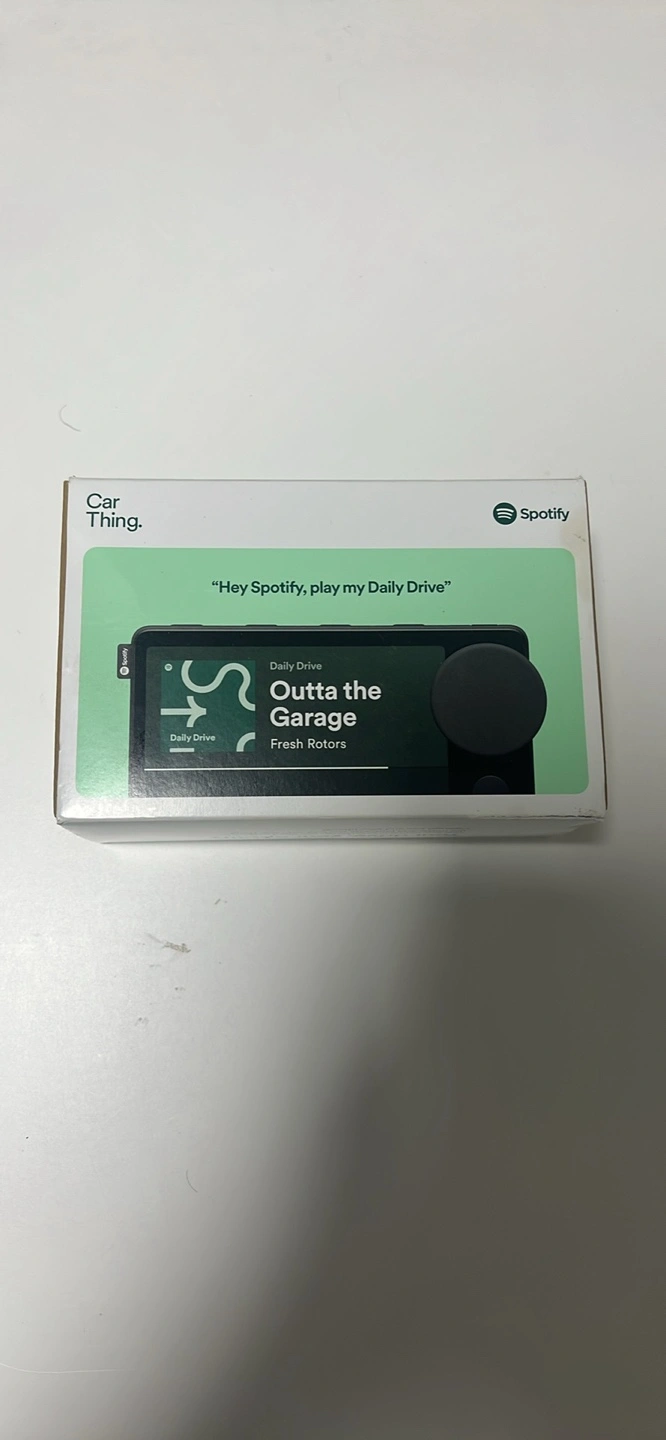 Car
Thing.
Spotify
“Hey Spotify, play my Daily Drive”
Spotify
Daily Drive
Outta the
Garage
Fresh Rotors
Daily Drive